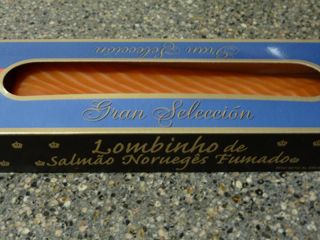 Gran Selección
Gran Selección
Lombinho de
Salmão Norueguês Fumado